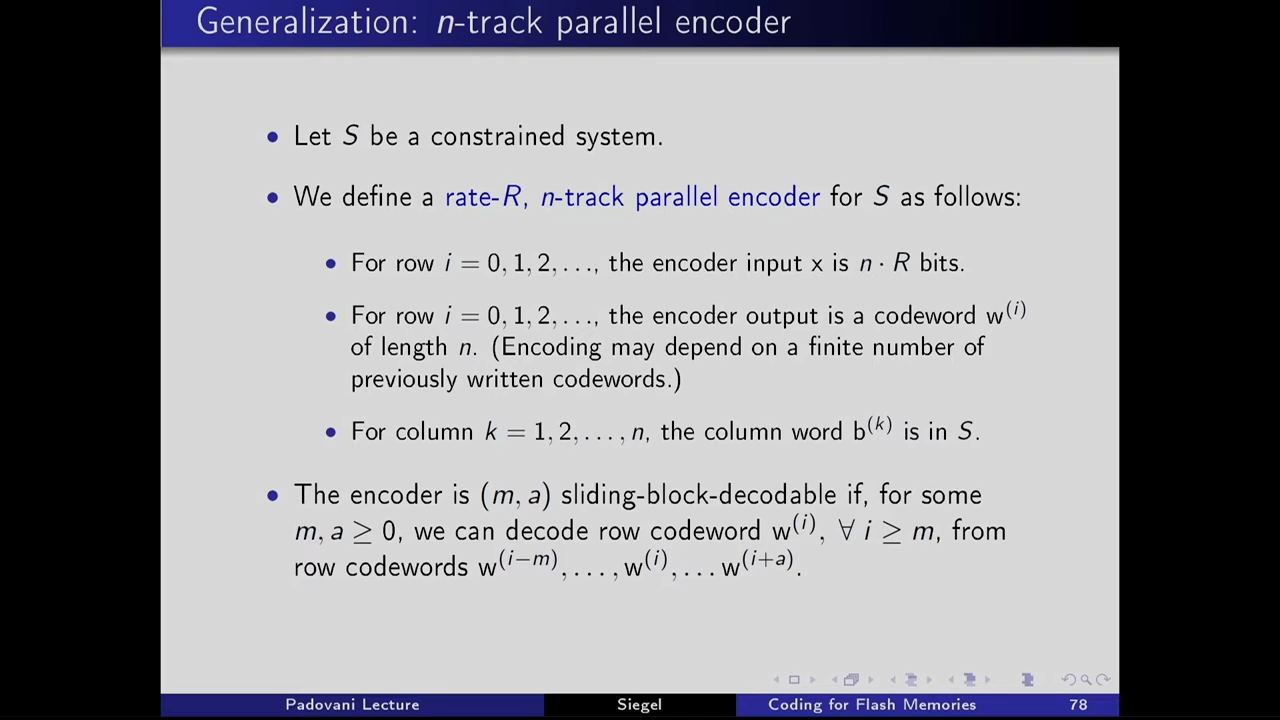 Generalization: n-track parallel encoder
• Let S be a constrained system.
• We define a rate-R, n-track parallel encoder for S as follows:
• For row i = 0, 1, 2, . . ., the encoder input x is n · R bits.
• For row i = 0, 1, 2, . . ., the encoder output is a codeword w^(i)
of length n. (Encoding may depend on a finite number of
previously written codewords.)
• For column k = 1, 2, . . . , n, the column word b^(k) is in S.
• The encoder is (m, a) sliding-block-decodable if, for some
m, a ≥ 0, we can decode row codeword w^(i), ∀ i ≥ m, from
row codewords w^(i−m), . . . , w^(i), . . . w^(i+a).
Padovani Lecture Siegel Coding for Flash Memories 78